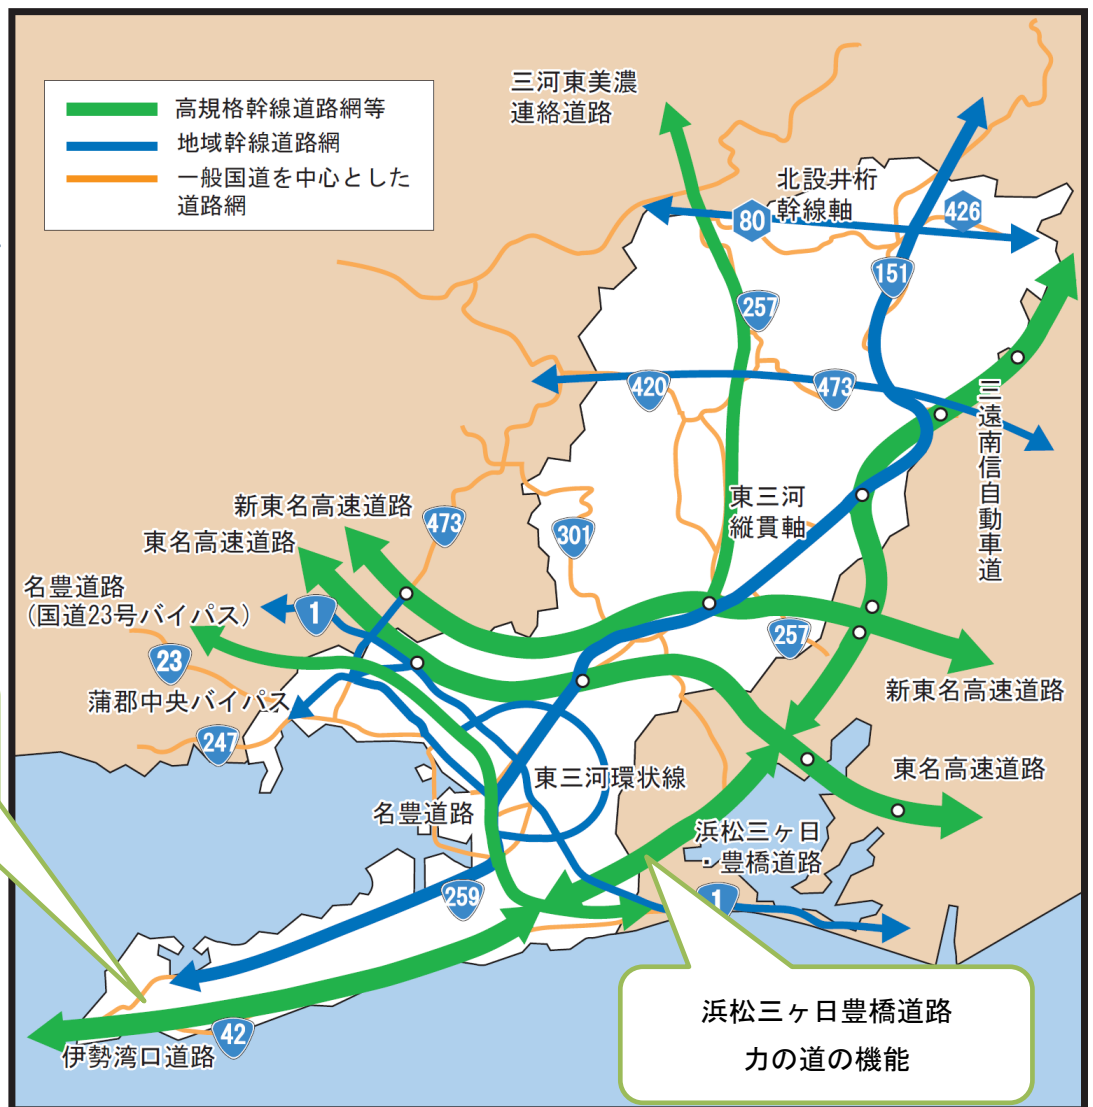 高規格幹線道路網等
地域幹線道路網
一般国道を中心とした
道路網
三河東美濃
連絡道路
北設井桁
幹線軸
80
426
151
257
420
473
三遠南信自動車道
東三河
縦貫軸
新東名高速道路
473
301
東名高速道路
名豊道路
(国道23号バイパス)
1
23
257
新東名高速道路
蒲郡中央バイパス
247
東名高速道路
東三河環状線
名豊道路
浜松三ヶ日
・豊橋道路
259
1
浜松三ヶ日豊橋道路
力の道の機能
42
伊勢湾口道路